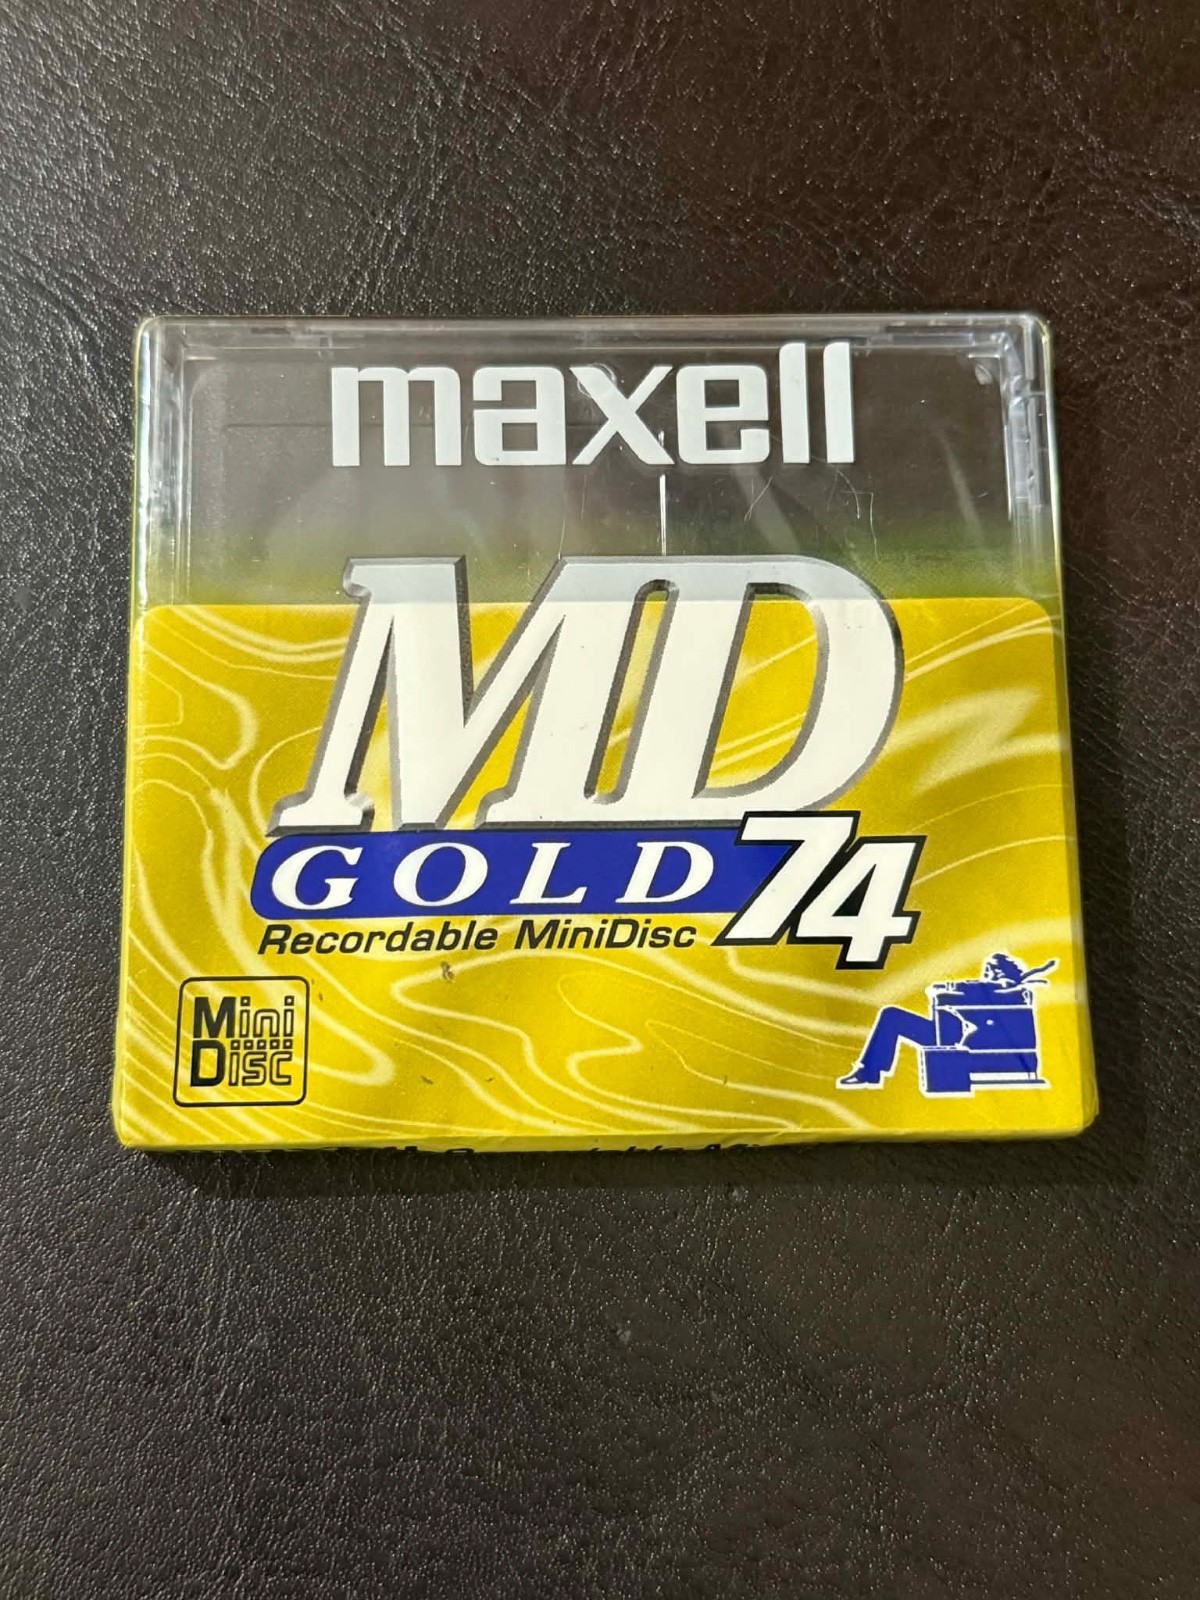 maxell
MD
GOLD 74
Recordable MiniDisc
Mini
Disc